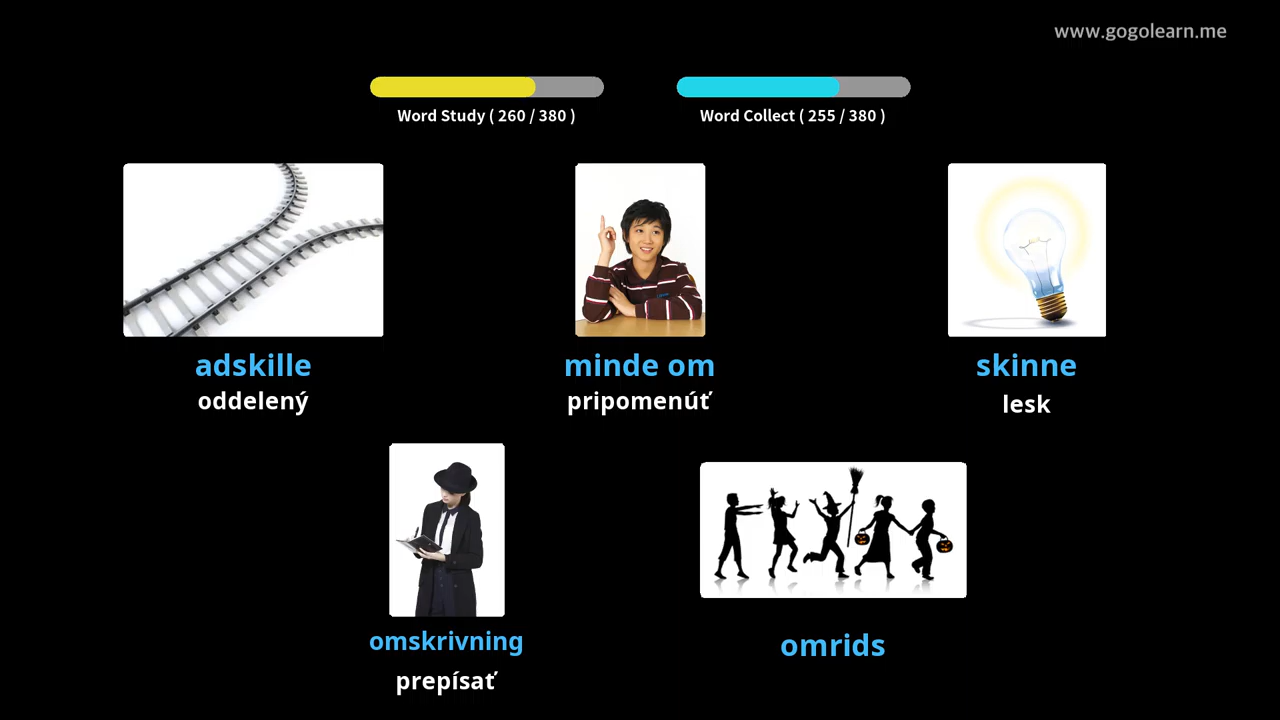 www.gogolearn.me
Word Study ( 260 / 380 )
Word Collect ( 255 / 380 )
adskille
oddelený
minde om
pripomenúť
skinne
lesk
omskrivning
prepísať
omrids